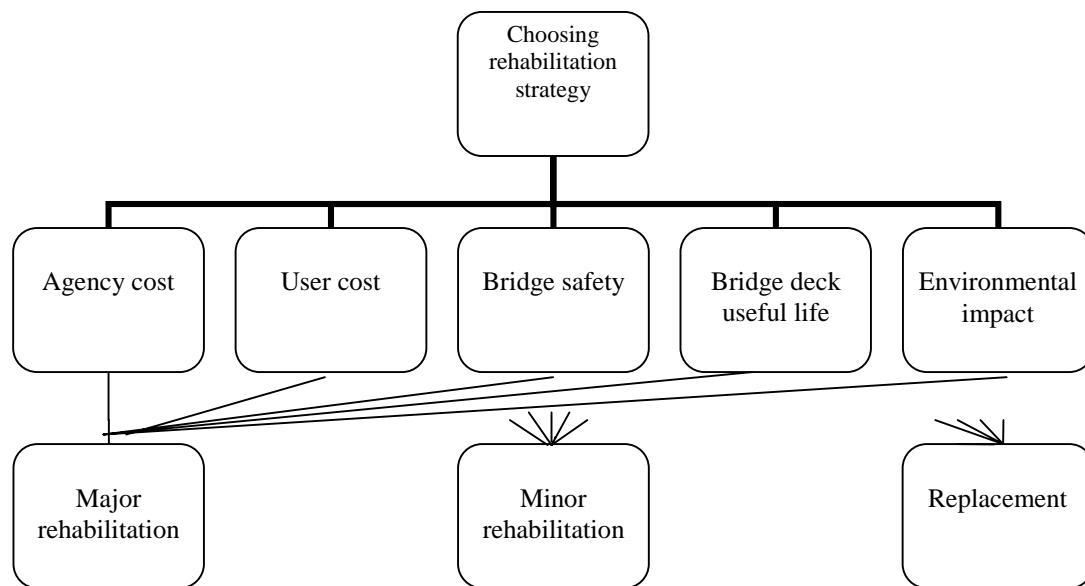 Choosing
rehabilitation
strategy
Agency cost
User cost
Bridge safety
Bridge deck
useful life
Environmental
impact
Major
rehabilitation
Minor
rehabilitation
Replacement